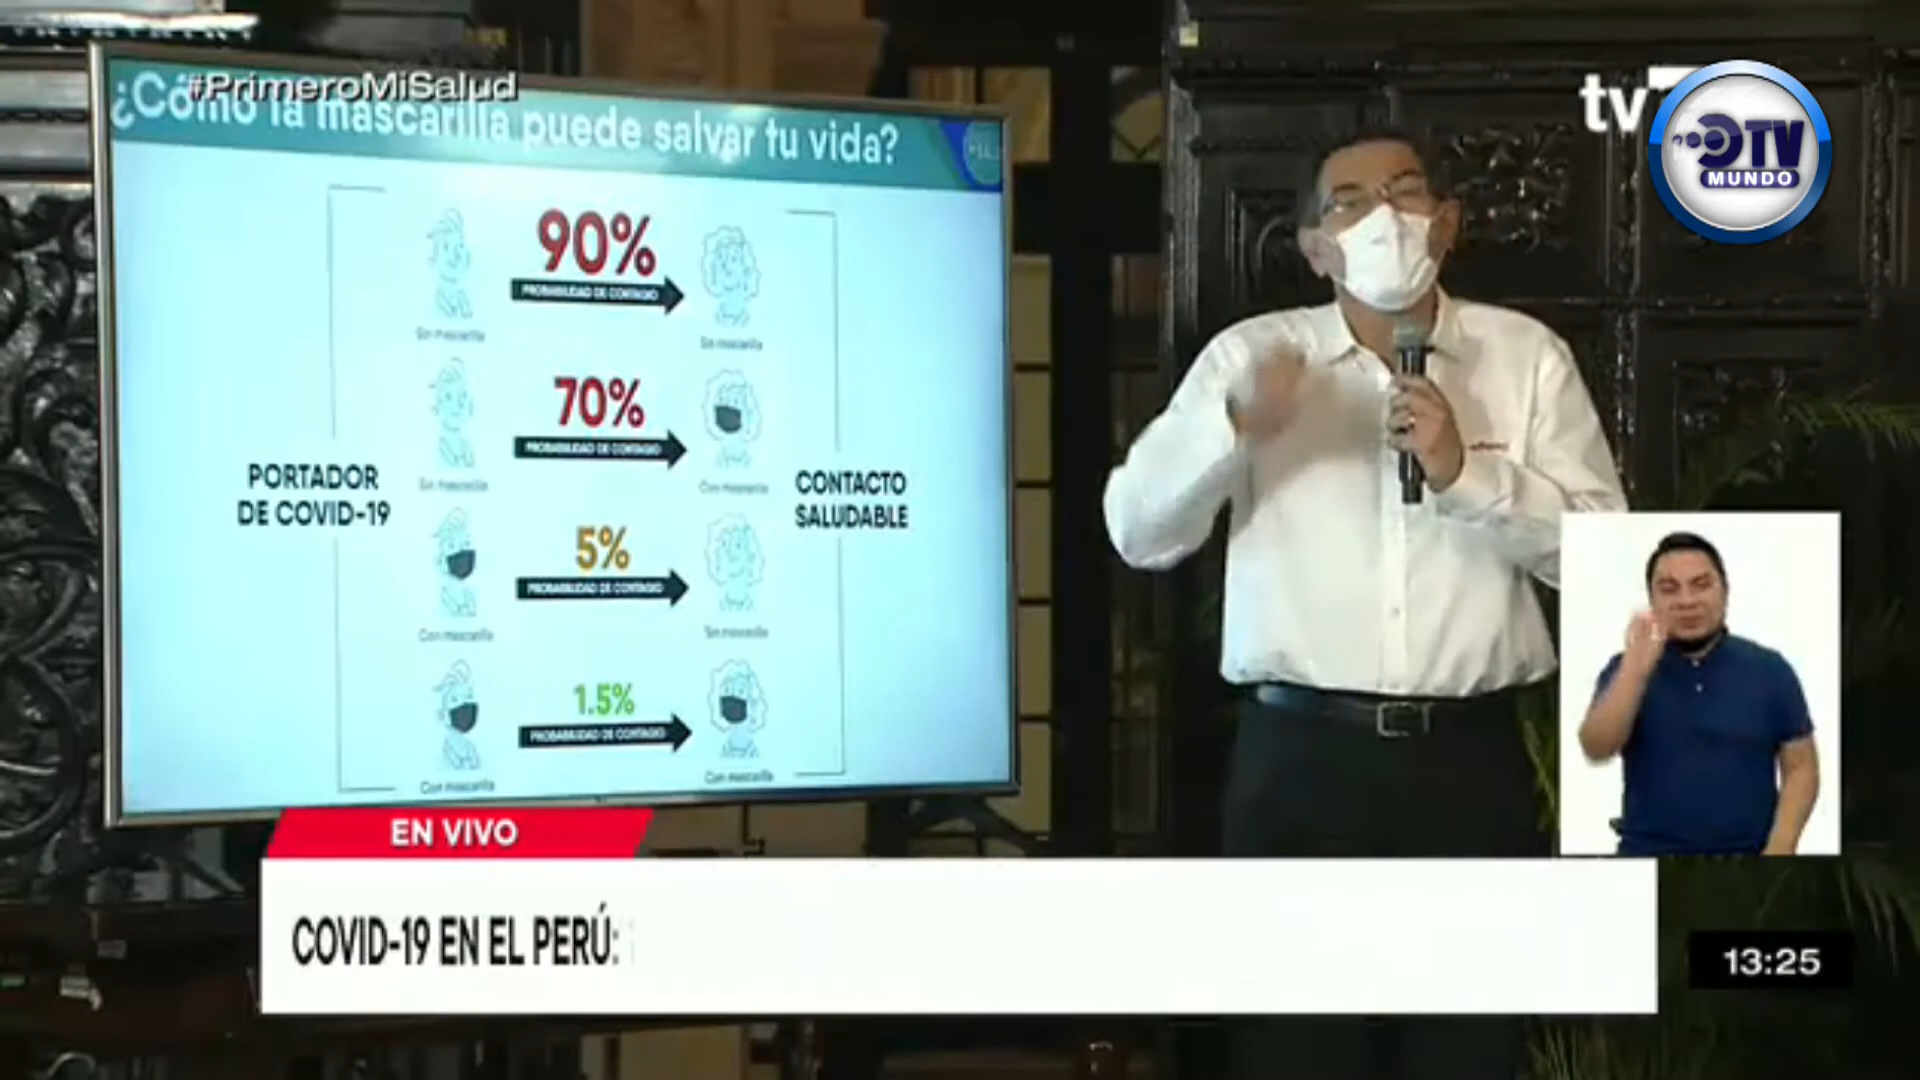 #PrimeroMiSalud
¿Cómo la mascarilla puede salvar tu vida?
tv
DTV
MUNDO
90%
PROBABILIDAD DE CONTAGIO
Sin mascarilla
Sin mascarilla
70%
PROBABILIDAD DE CONTAGIO
Sin mascarilla
Con mascarilla
PORTADOR
DE COVID-19
CONTACTO
SALUDABLE
5%
PROBABILIDAD DE CONTAGIO
Con mascarilla
Sin mascarilla
1.5%
PROBABILIDAD DE CONTAGIO
Con mascarilla
Con mascarilla
EN VIVO
COVID-19 EN EL PERÚ:
13:25